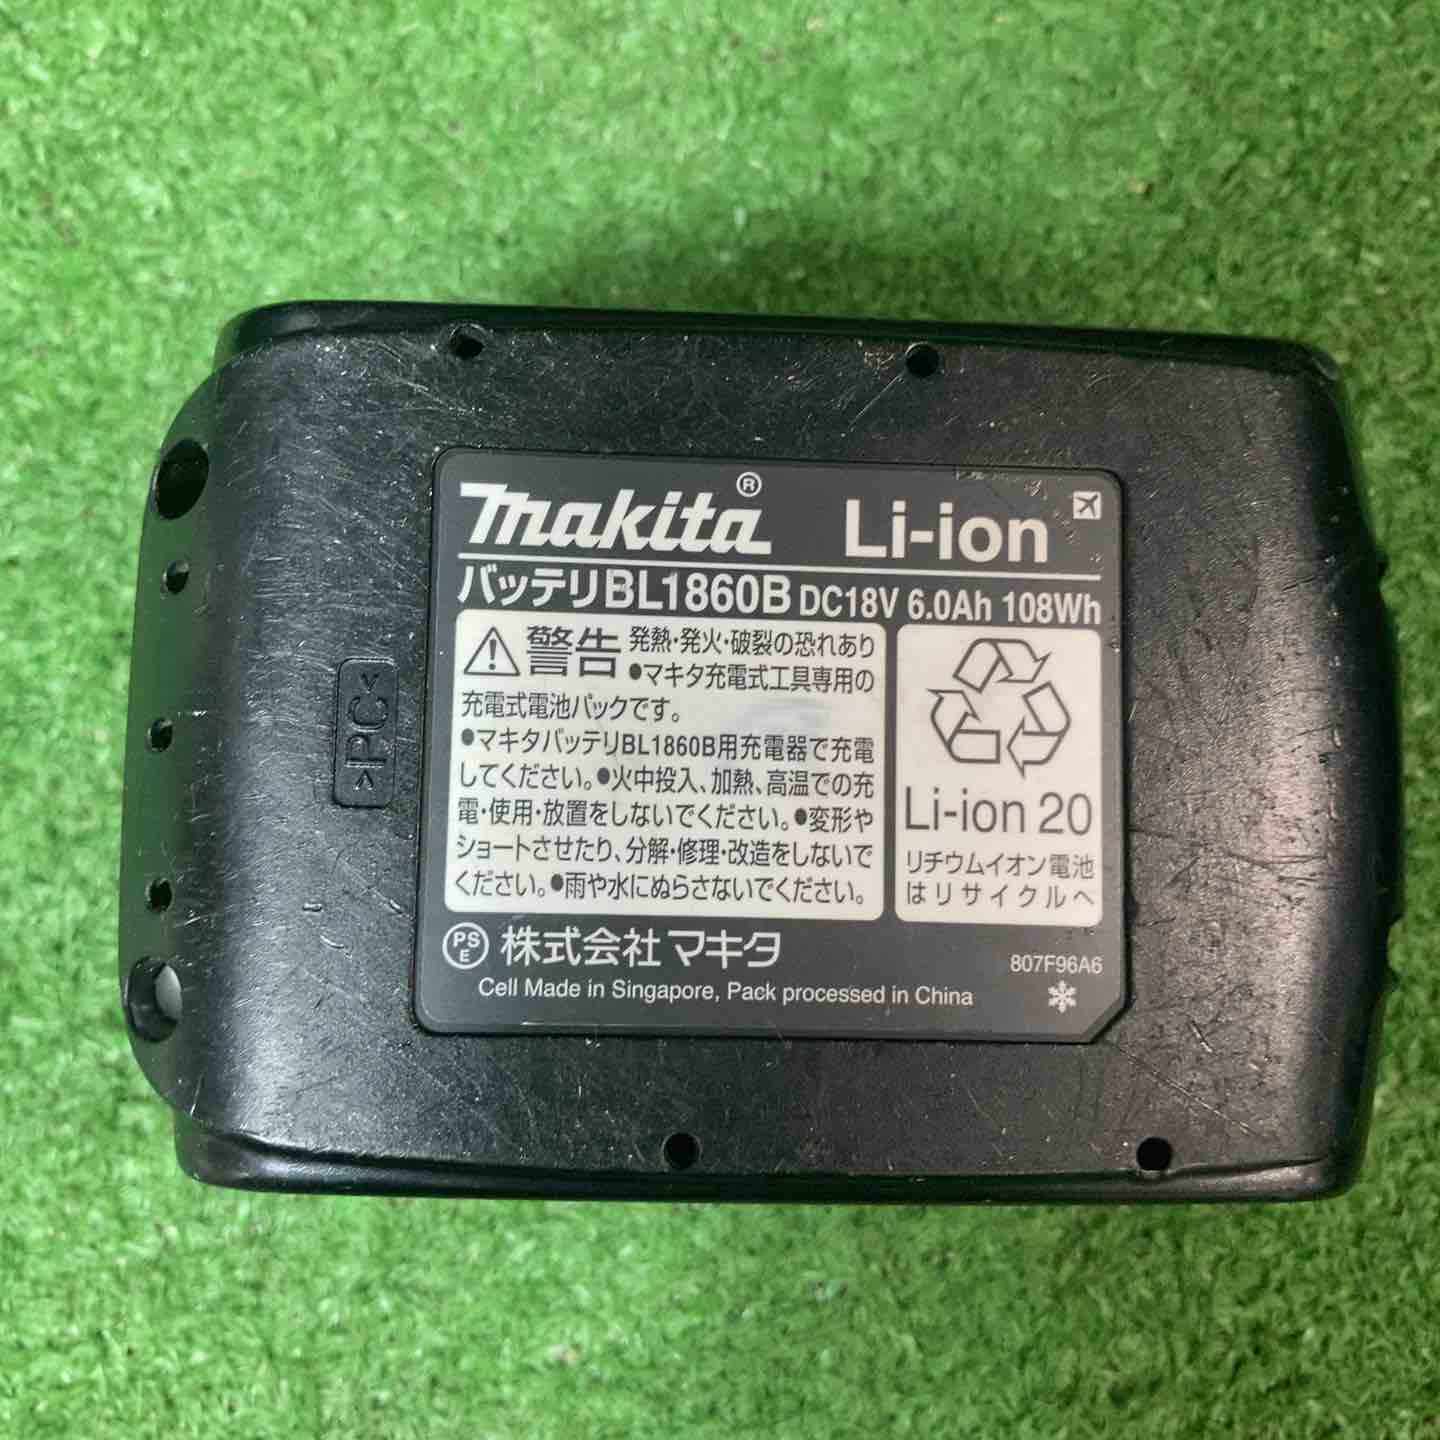 makita® Li-ion
バッテリBL1860B DC18V 6.0Ah 108Wh
警告 発熱・発火・破裂の恐れあり
●マキタ充電式工具専用の
充電式電池パックです。
●マキタバッテリBL1860B用充電器で充電
してください。●火中投入、加熱、高温での充
電・使用・放置をしないでください。●変形や
ショートさせたり、分解・修理・改造をしないで
ください。●雨や水にぬらさないでください。
Li-ion 20
リチウムイオン電池
はリサイクルへ
PSE 株式会社マキタ
807F96A6
Cell Made in Singapore, Pack processed in China
>PC<